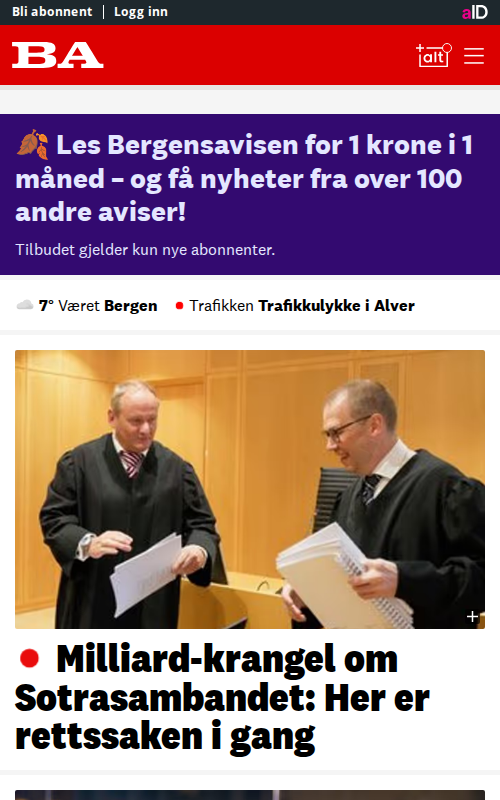 Bli abonnent | Logg inn
aID
BA
+alt
🍂 Les Bergensavisen for 1 krone i 1
måned – og få nyheter fra over 100
andre aviser!
Tilbudet gjelder kun nye abonnenter.
7° Været Bergen
Trafikken Trafikkulykke i Alver
Milliard-krangel om
Sotrasambandet: Her er
rettssaken i gang